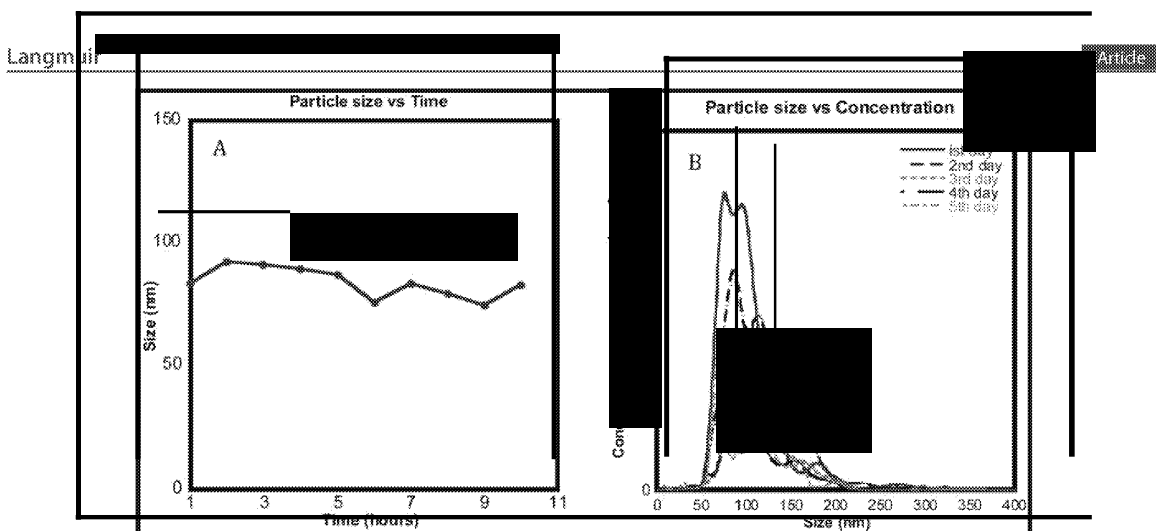 Langmuir
Article
Particle size vs Time
150
A
100
50
0
Size (nm)
1 3 5 7 9 11
Time (hours)
Particle size vs Concentration
B
1st day
2nd day
3rd day
4th day
5th day
0
0 50 100 150 200 250 300 350 400
Size (nm)